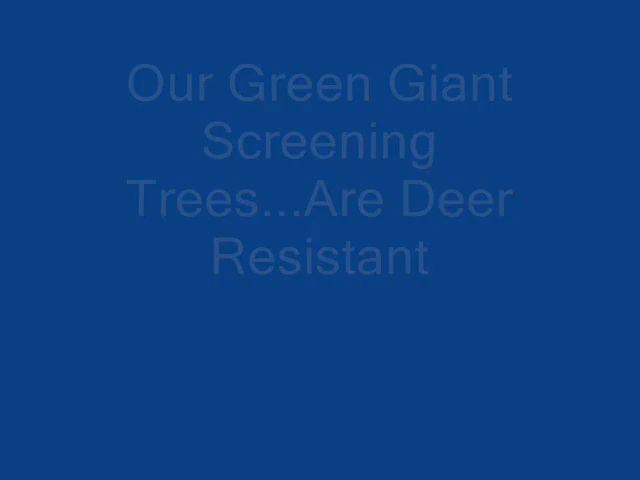 Our Green Giant
Screening
Trees...Are Deer
Resistant